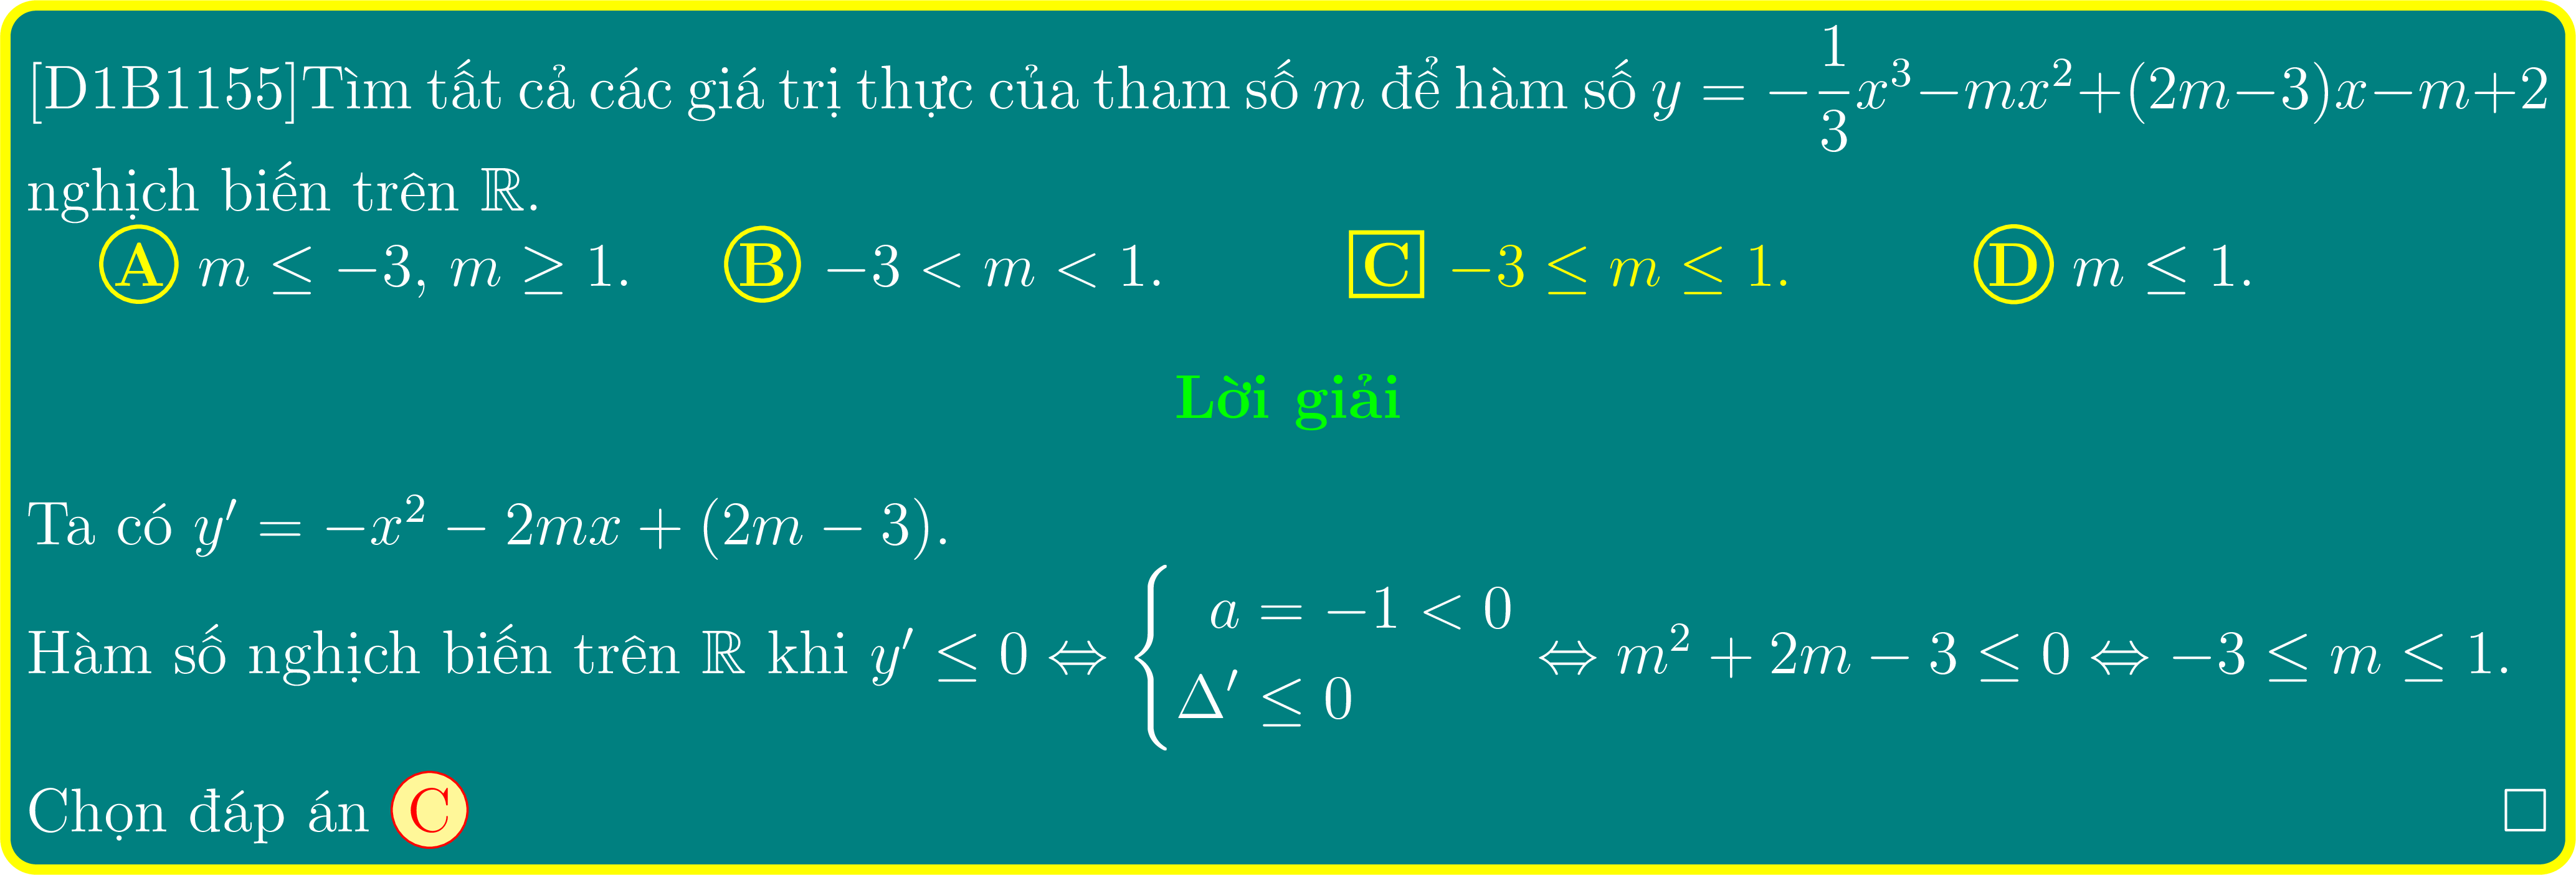 [D1B1155]Tìm tất cả các giá trị thực của tham số $m$ để hàm số $y = -\dfrac{1}{3}x^3-mx^2+(2m-3)x-m+2$
nghịch biến trên $\mathbb{R}$.
A $m \leq -3, m \geq 1$. B $-3 < m < 1$. C $-3 \leq m \leq 1$. D $m \leq 1$.
Lời giải
Ta có $y' = -x^2 - 2mx + (2m - 3)$.
Hàm số nghịch biến trên $\mathbb{R}$ khi $y' \leq 0 \Leftrightarrow \begin{cases} a = -1 < 0 \\ \Delta' \leq 0 \end{cases} \Leftrightarrow m^2 + 2m - 3 \leq 0 \Leftrightarrow -3 \leq m \leq 1$.
Chọn đáp án C □